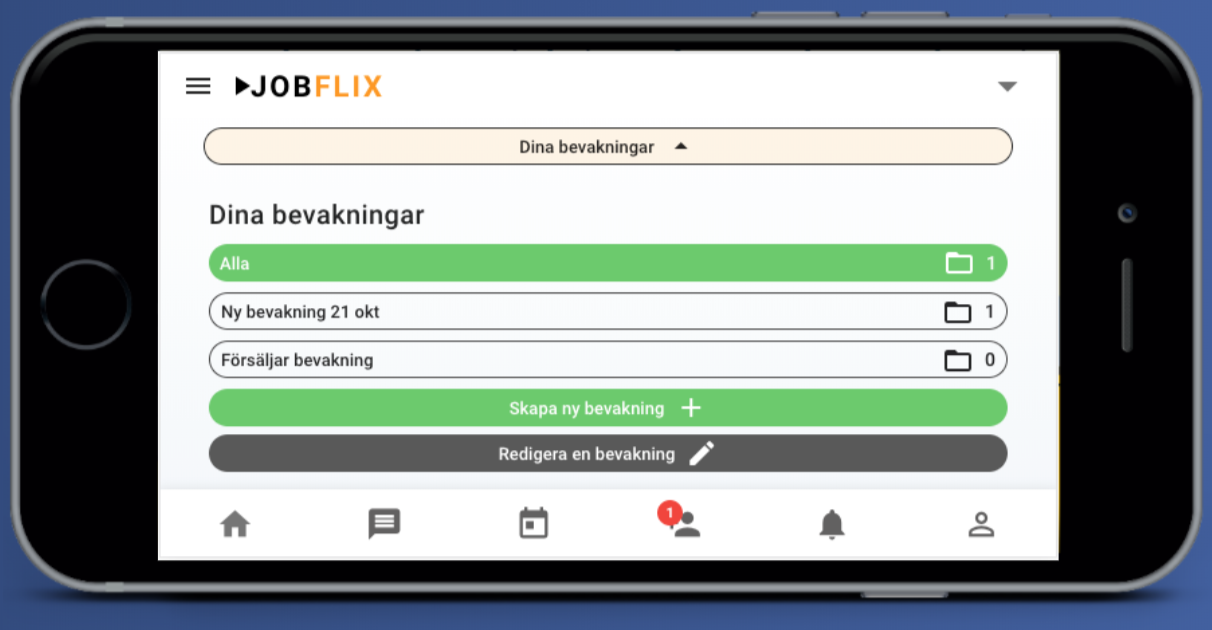 JOBFLIX
Dina bevakningar
Dina bevakningar
Alla 1
Ny bevakning 21 okt 1
Försäljar bevakning 0
Skapa ny bevakning
Redigera en bevakning
1